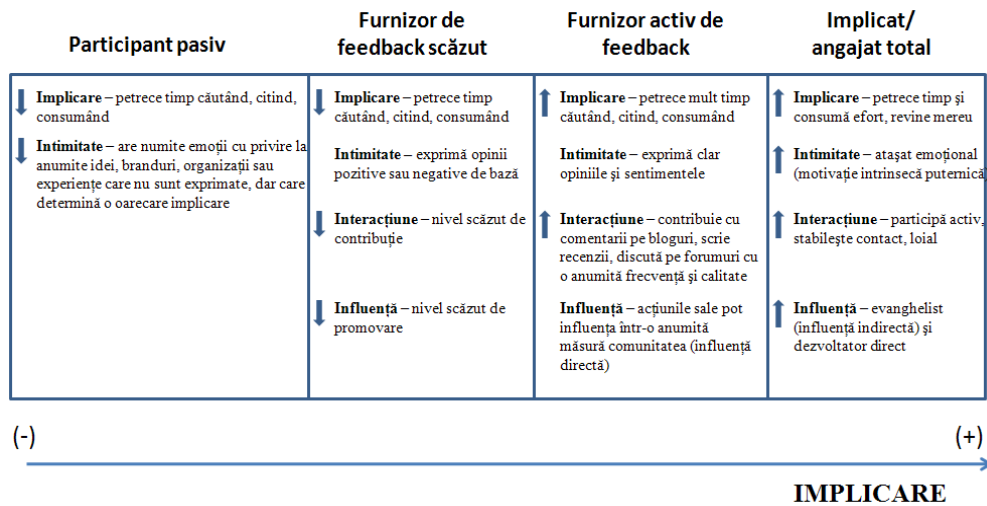 Participant pasiv
Furnizor de
feedback scăzut
Furnizor activ de
feedback
Implicat/
angajat total
Implicare – petrece timp căutând, citind,
consumând
Intimitate – are numite emoții cu privire la
anumite idei, branduri, organizații sau
experiențe care nu sunt exprimate, dar care
determină o oarecare implicare
Implicare – petrece timp
căutând, citind, consumând
Intimitate – exprimă opinii
pozitive sau negative de bază
Interacțiune – nivel scăzut de
contribuție
Influență – nivel scăzut de
promovare
Implicare – petrece mult timp
căutând, citind, consumând
Intimitate – exprimă clar
opiniile şi sentimentele
Interacțiune – contribuie cu
comentarii pe bloguri, scrie
recenzii, discută pe forumuri cu
o anumită frecvență şi calitate
Influență – acțiunile sale pot
influența într-o anumită
măsură comunitatea (influență
directă)
Implicare – petrece timp şi
consumă efort, revine mereu
Intimitate – ataşat emoțional
(motivație intrinsecă puternică)
Interacțiune – participă activ,
stabileşte contact, loial
Influență – evanghelist
(influență indirectă) şi
dezvoltator direct
(-)
(+)
IMPLICARE